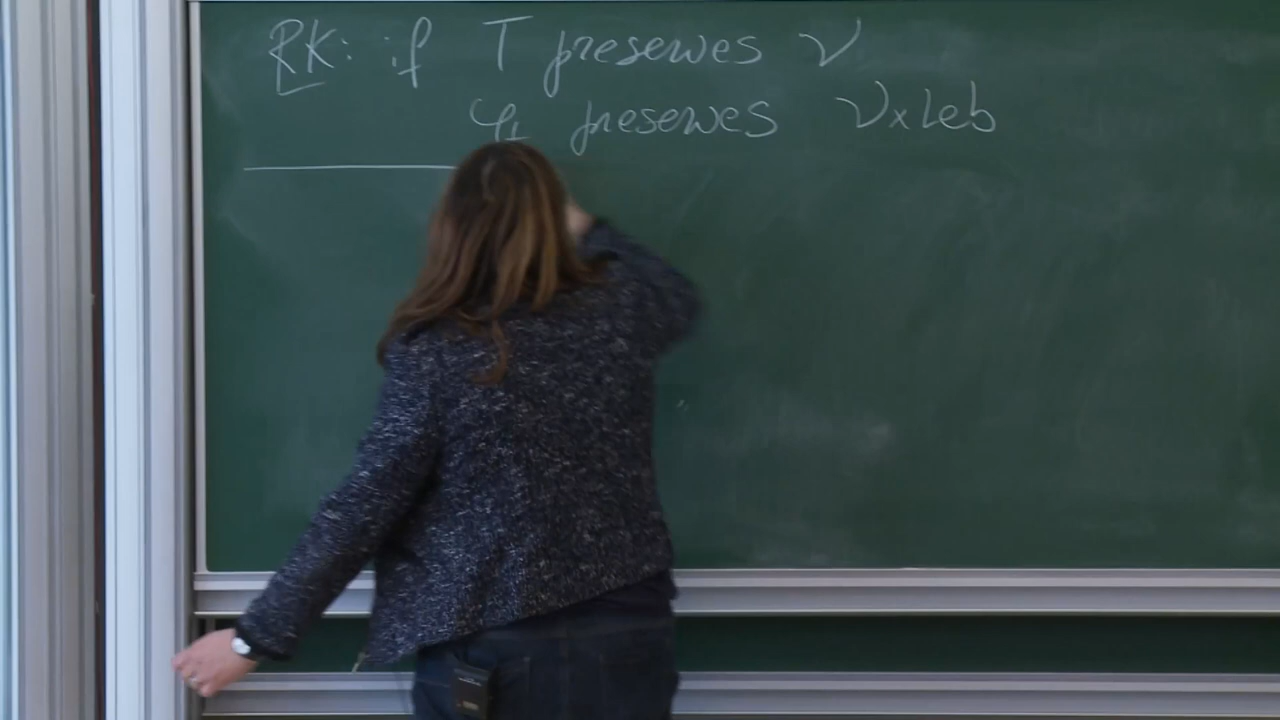 RK: if T preserves ν
φₜ preserves ν x Leb